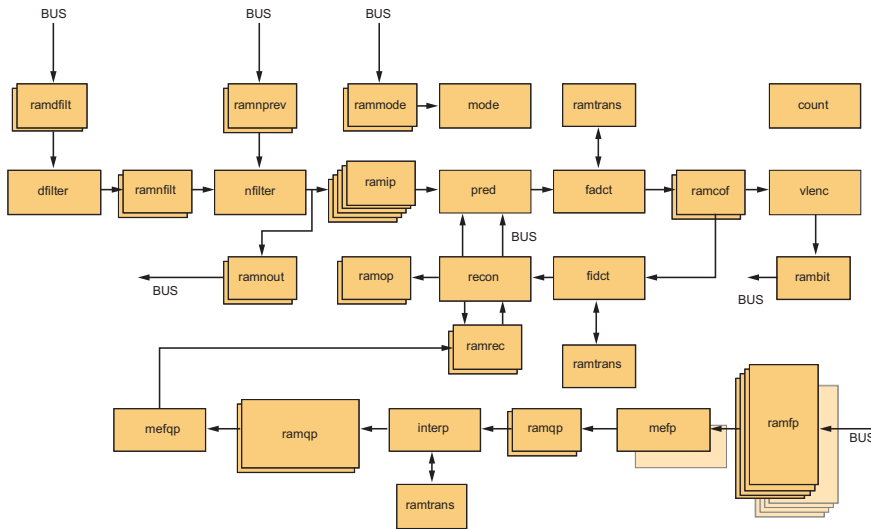 BUS
BUS
BUS
ramdfilt
ramnprev
rammode
mode
ramtrans
count
dfilter
ramnfilt
nfilter
ramip
pred
fadct
ramcof
vlenc
BUS
ramnout
ramop
recon
fidct
rambit
BUS
BUS
ramrec
ramtrans
mefqp
ramqp
interp
ramqp
mefp
ramfp
BUS
ramtrans